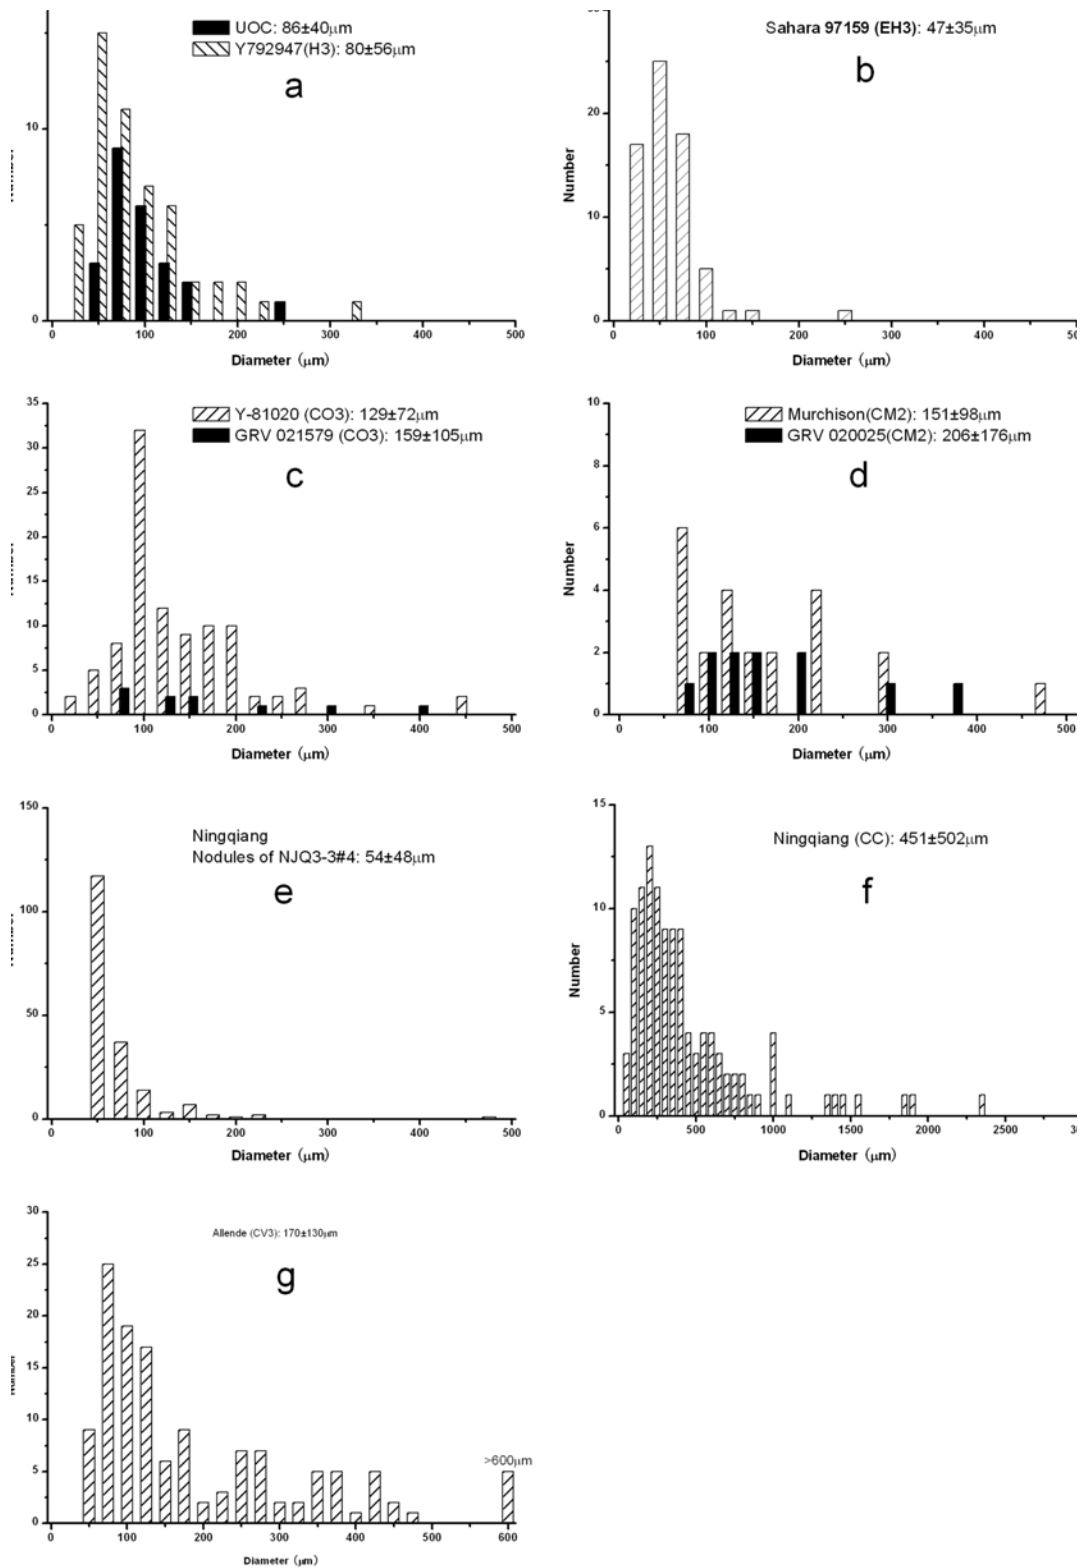 UOC: 86±40μm
Y792947(H3): 80±56μm
a
10
0
0 100 200 300 400 500
Diameter (μm)
Sahara 97159 (EH3): 47±35μm
b
Number
20
10
0
0 100 200 300 400
Diameter (μm)
Y-81020 (CO3): 129±72μm
GRV 021579 (CO3): 159±105μm
c
35
30
25
20
15
10
5
0
0 100 200 300 400 500
Diameter (μm)
Murchison(CM2): 151±98μm
GRV 020025(CM2): 206±176μm
d
Number
10
8
6
4
2
0
0 100 200 300 400 500
Diameter (μm)
Ningqiang
Nodules of NJQ3-3#4: 54±48μm
e
150
100
50
0
0 100 200 300 400 500
Diameter (μm)
Ningqiang (CC): 451±502μm
f
Number
15
10
5
0
0 500 1000 1500 2000 2500
Diameter (μm)
Allende (CV3): 170±130μm
g
Number
30
25
20
15
10
5
0
>600μm
0 100 200 300 400 500 600
Diameter (μm)